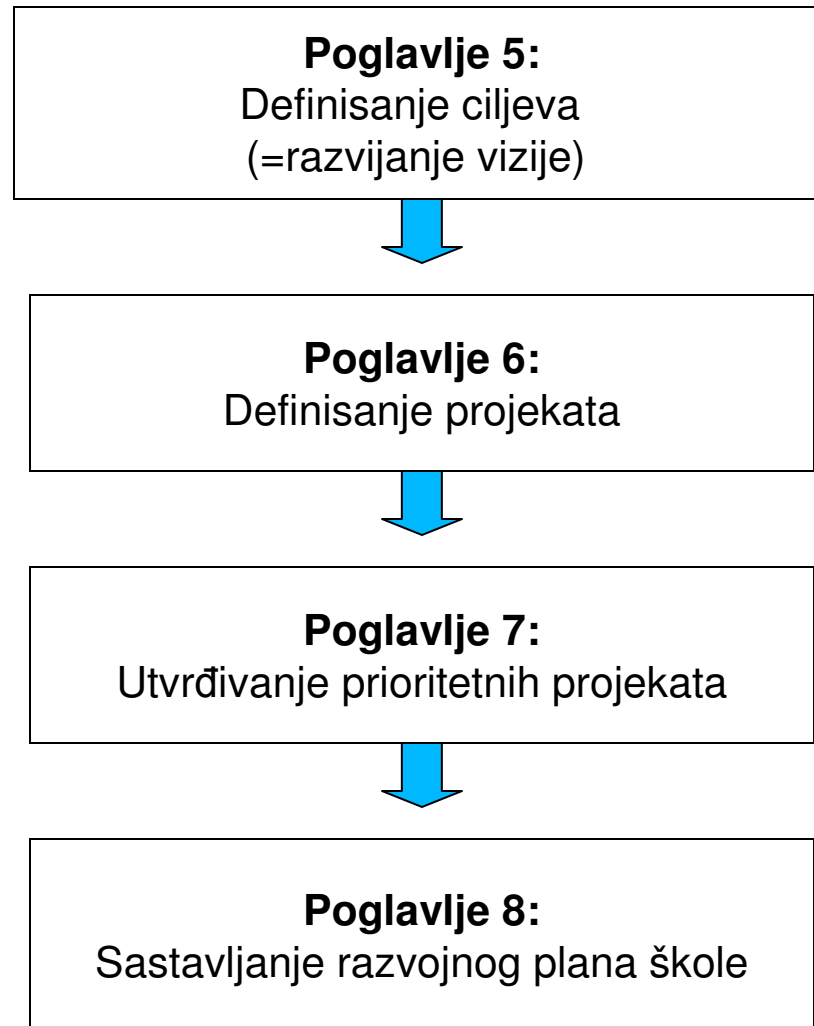 Poglavlje 5:
Definisanje ciljeva
(=razvijanje vizije)
Poglavlje 6:
Definisanje projekata
Poglavlje 7:
Utvrđivanje prioritetnih projekata
Poglavlje 8:
Sastavljanje razvojnog plana škole